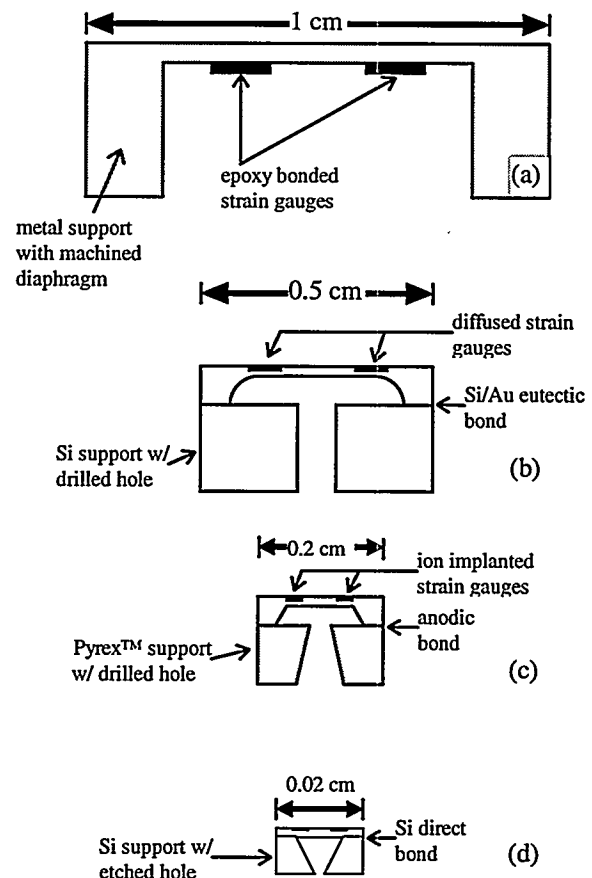 1 cm
epoxy bonded
strain gauges
(a)
metal support
with machined
diaphragm
0.5 cm
diffused strain
gauges
Si/Au eutectic
bond
Si support w/
drilled hole
(b)
0.2 cm
ion implanted
strain gauges
anodic
bond
Pyrex™ support
w/ drilled hole
(c)
0.02 cm
Si direct
bond
Si support w/
etched hole
(d)